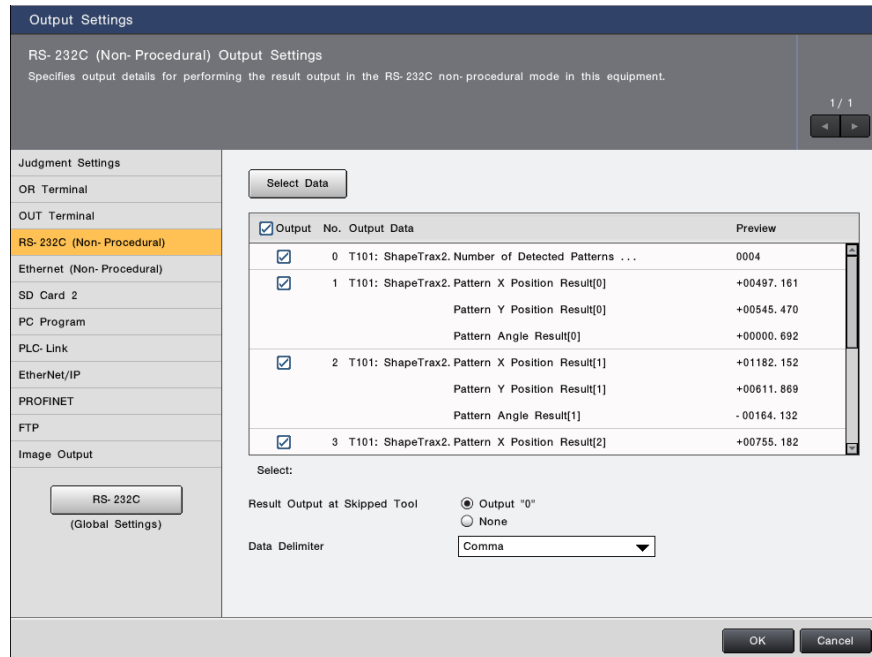 Output Settings
RS-232C (Non-Procedural) Output Settings
Specifies output details for performing the result output in the RS-232C non-procedural mode in this equipment.
1/1
Judgment Settings
OR Terminal
OUT Terminal
RS-232C (Non-Procedural)
Ethernet (Non-Procedural)
SD Card 2
PC Program
PLC-Link
EtherNet/IP
PROFINET
FTP
Image Output
RS-232C
(Global Settings)
Select Data
Output No. Output Data Preview
0 T101: ShapeTrax2. Number of Detected Patterns ... 0004
1 T101: ShapeTrax2. Pattern X Position Result[0] +00497.161
Pattern Y Position Result[0] +00545.470
Pattern Angle Result[0] +00000.692
2 T101: ShapeTrax2. Pattern X Position Result[1] +01182.152
Pattern Y Position Result[1] +00611.869
Pattern Angle Result[1] -00164.132
3 T101: ShapeTrax2. Pattern X Position Result[2] +00755.182
Select:
Result Output at Skipped Tool Output "0"
None
Data Delimiter Comma
OK Cancel